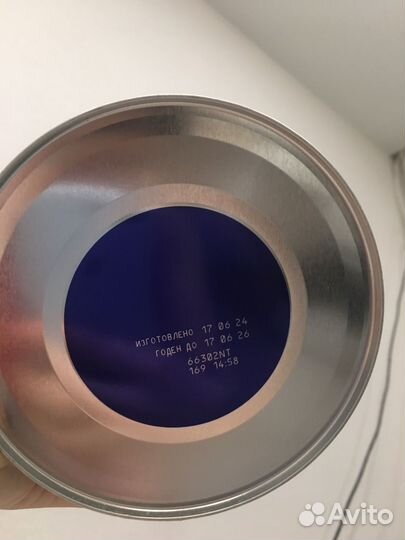 ИЗГОТОВЛЕНО 17 06 24
ГОДЕН ДО 17 06 26
66302NT
169 14:58
Avito